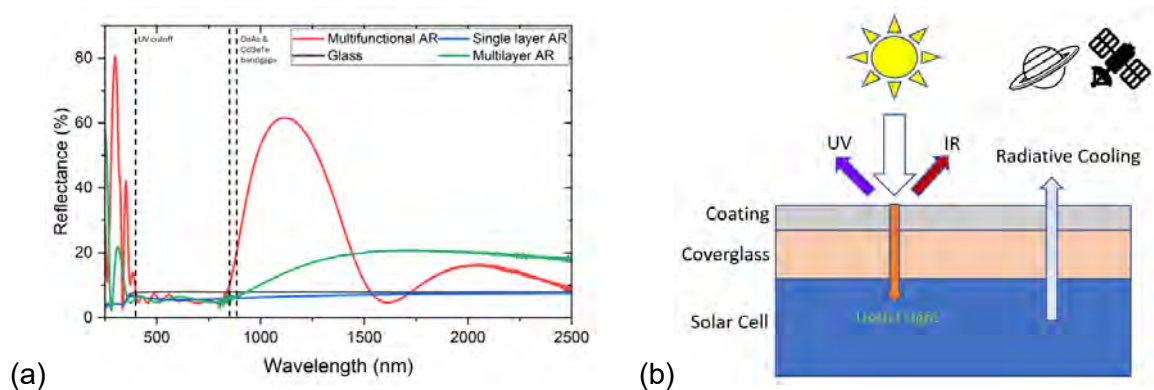 80
60
40
20
0
500
1000
1500
2000
2500
Reflectance (%)
Wavelength (nm)
UV cutoff
GaAs &
CdSeTe
bandgaps
Multifunctional AR
Single layer AR
Glass
Multilayer AR
(a)
UV
IR
Radiative Cooling
Coating
Coverglass
Solar Cell
Light
(b)